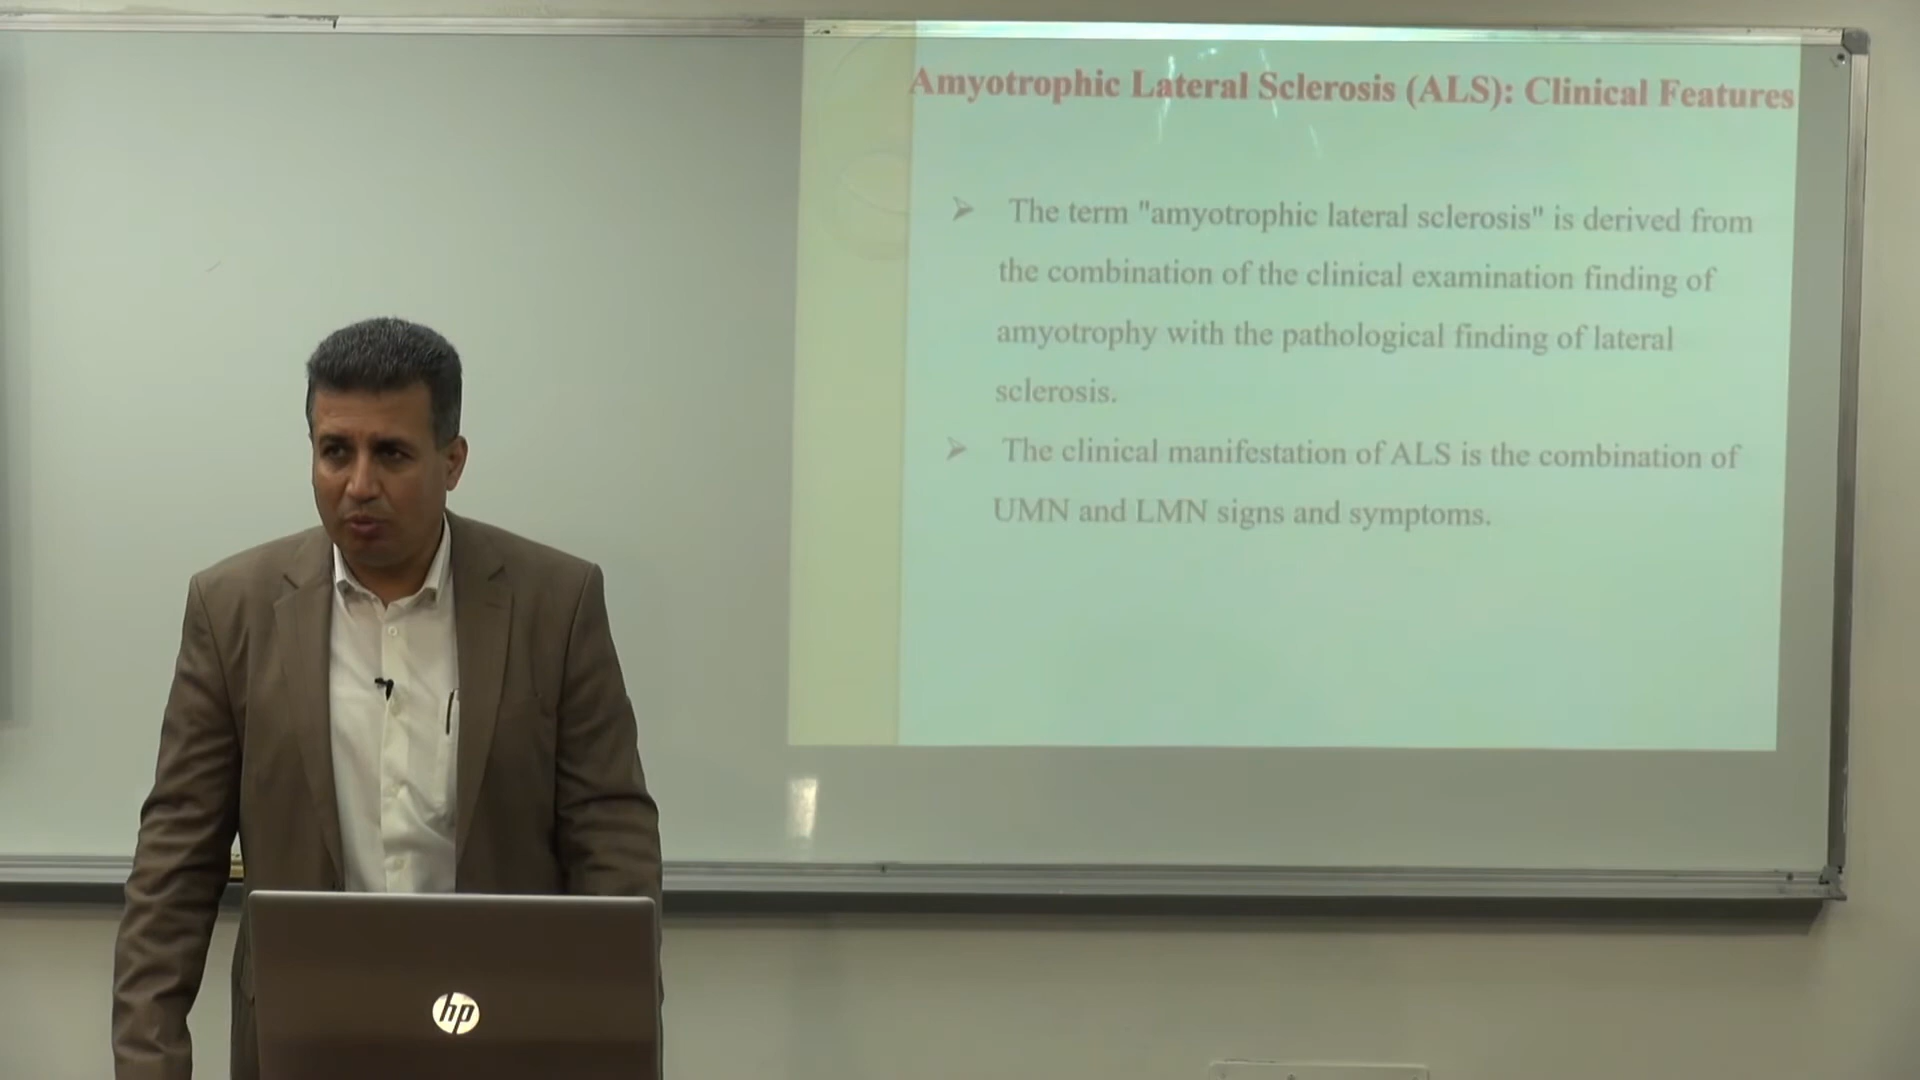 Amyotrophic Lateral Sclerosis (ALS): Clinical Features
The term "amyotrophic lateral sclerosis" is derived from
the combination of the clinical examination finding of
amyotrophy with the pathological finding of lateral
sclerosis.
The clinical manifestation of ALS is the combination of
UMN and LMN signs and symptoms.
hp